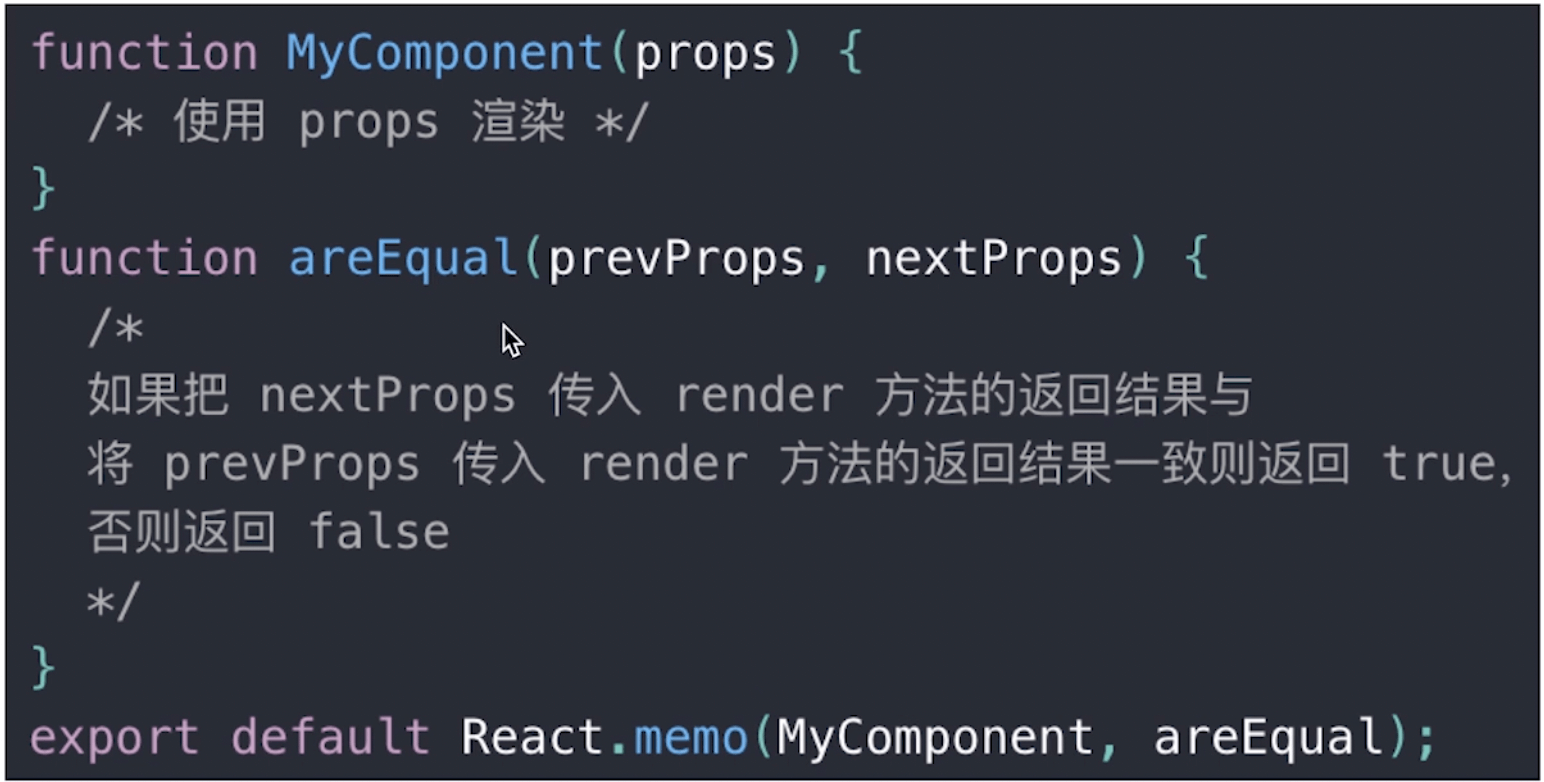 function MyComponent(props) {
  /* 使用 props 渲染 */
}
function areEqual(prevProps, nextProps) {
  /*
  如果把 nextProps 传入 render 方法的返回结果与
  将 prevProps 传入 render 方法的返回结果一致则返回 true,
  否则返回 false
  */
}
export default React.memo(MyComponent, areEqual);